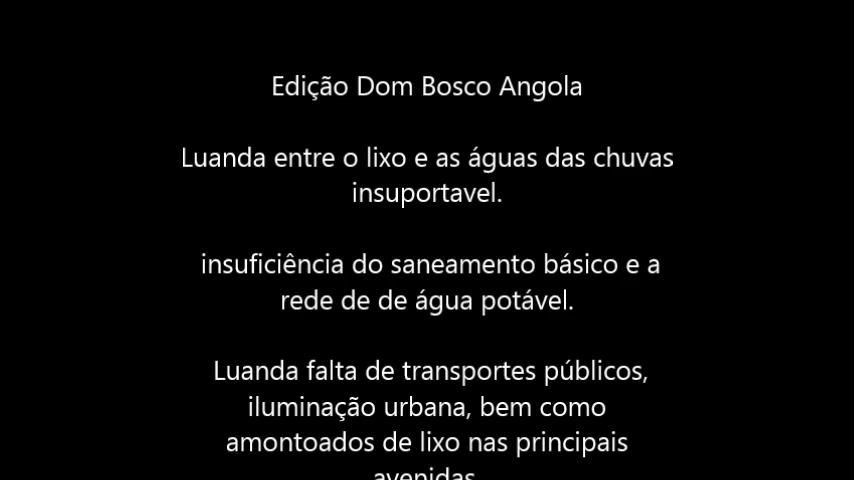 Edição Dom Bosco Angola
Luanda entre o lixo e as águas das chuvas
insuportavel.
insuficiência do saneamento básico e a
rede de de água potável.
Luanda falta de transportes públicos,
iluminação urbana, bem como
amontoados de lixo nas principais
avenidas